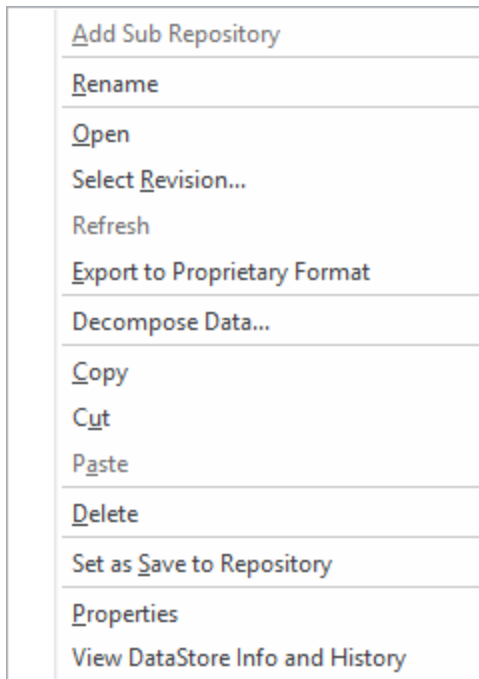 Add Sub Repository
Rename
Open
Select Revision...
Refresh
Export to Proprietary Format
Decompose Data...
Copy
Cut
Paste
Delete
Set as Save to Repository
Properties
View DataStore Info and History